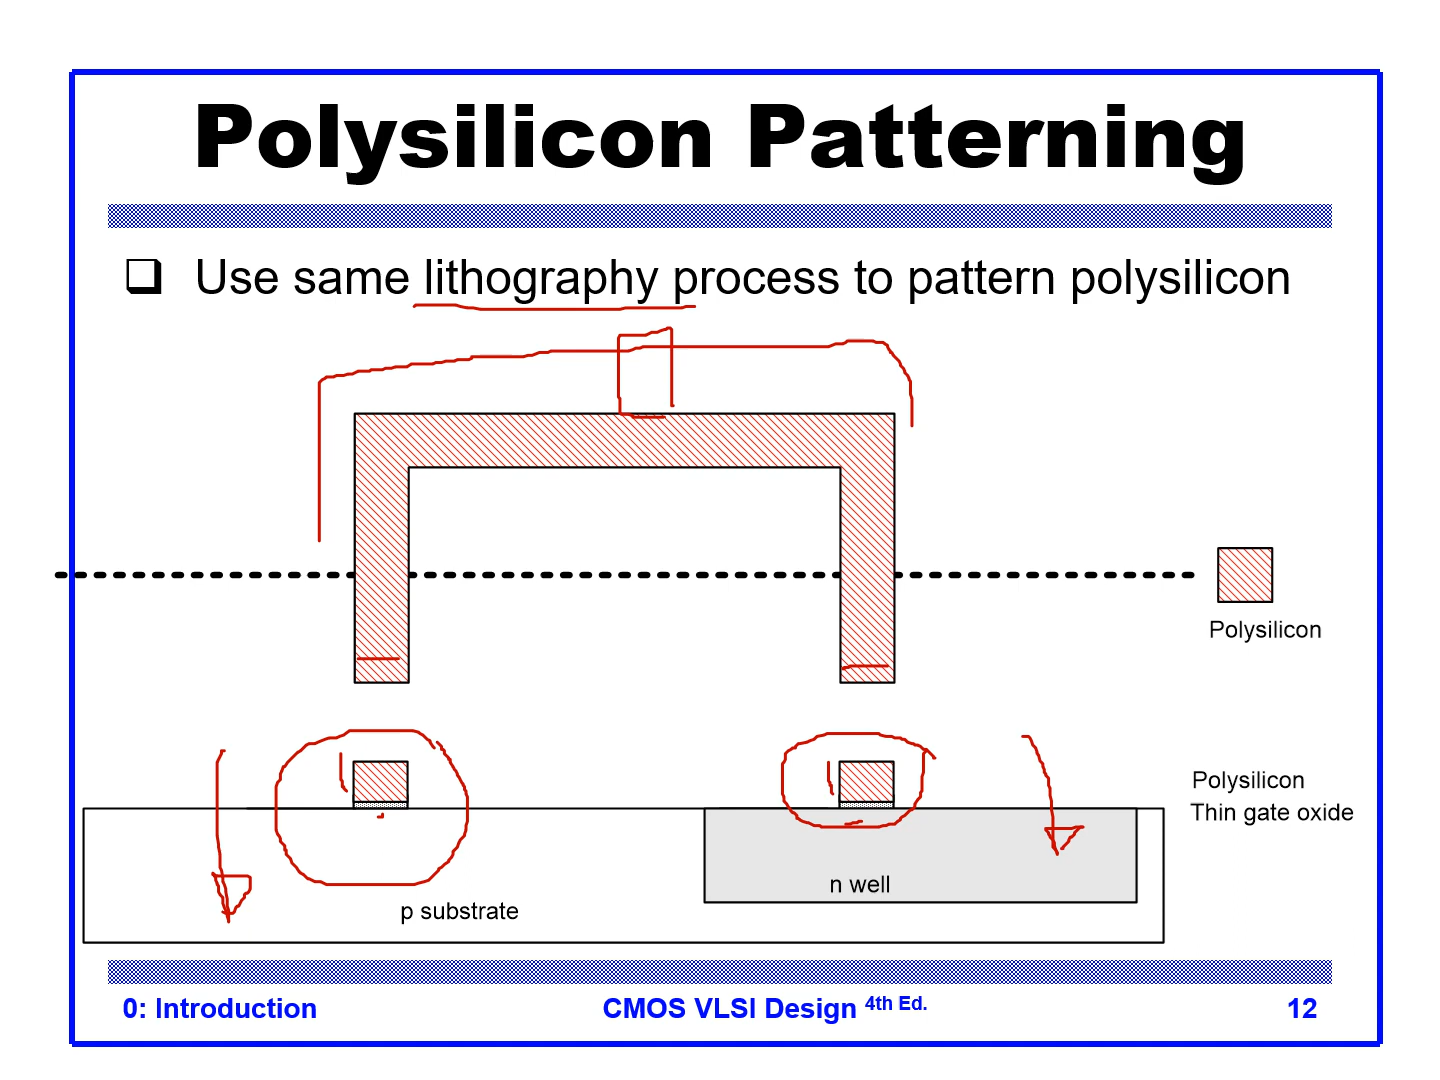 Polysilicon Patterning
❑ Use same lithography process to pattern polysilicon
Polysilicon
Polysilicon
Thin gate oxide
n well
p substrate
0: Introduction
CMOS VLSI Design 4th Ed.
12